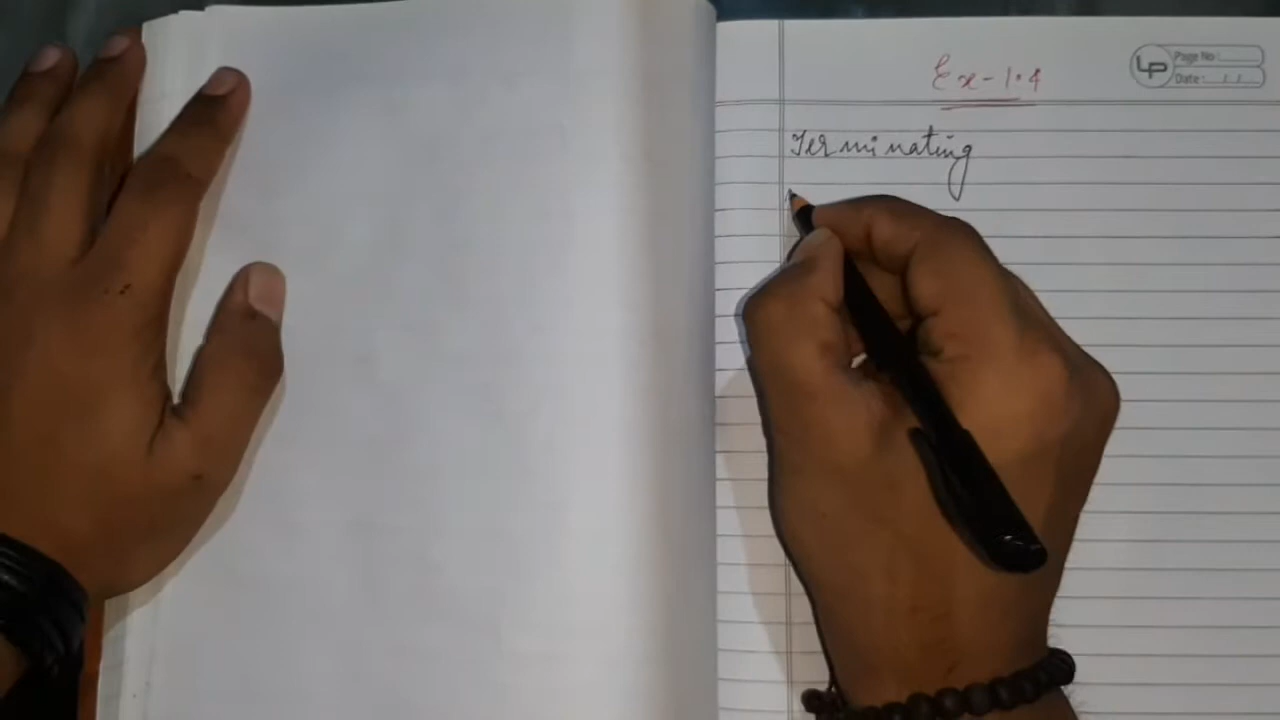 Ex-1.4
LP
Page No:
Date: / /
Terminating